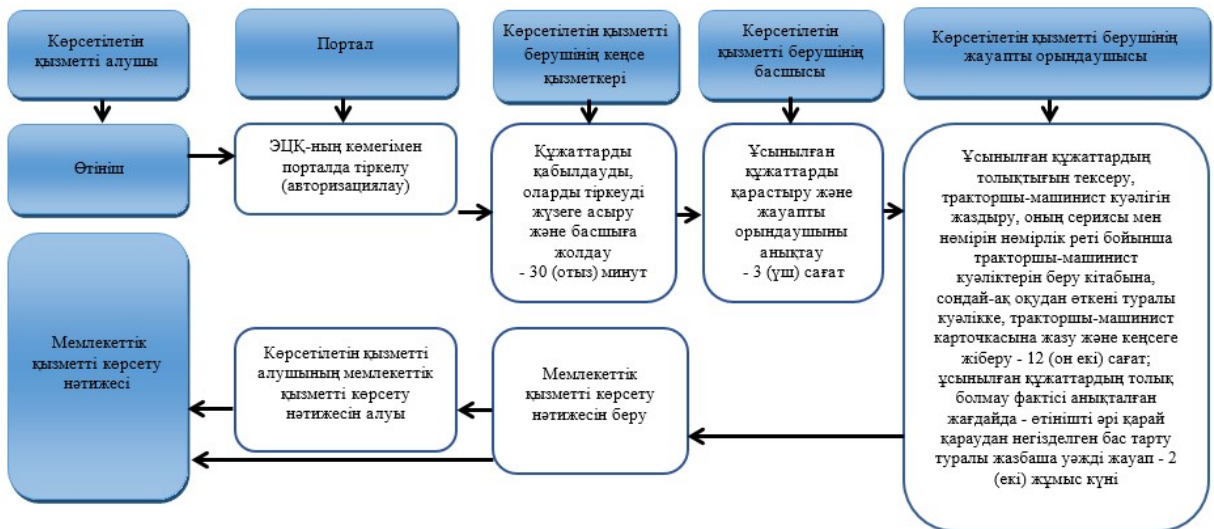 Көрсетілетін
қызметті алушы
Портал
Көрсетілетін қызметті
берушінің кеңсе
қызметкері
Көрсетілетін
қызметті берушінің
басшысы
Көрсетілетін қызметті берушінің
жауапты орындаушысы
Өтініш
ЭЦҚ-ның көмегімен
порталда тіркелу
(авторизациялау)
Құжаттарды
қабылдауды,
оларды тіркеуді
жүзеге асыру
және басшыға
жолдау
- 30 (отыз) минут
Ұсынылған
құжаттарды
қарастыру және
жауапты
орындаушыны
анықтау
- 3 (үш) сағат
Ұсынылған құжаттардың
толықтығын тексеру,
тракторшы-машинист куәлігін
жаздыру, оның сериясы мен
нөмірін нөмірлік реті бойынша
тракторшы-машинист
куәліктерін беру кітабына,
сондай-ақ оқудан өткені туралы
куәлікке, тракторшы-машинист
карточкасына жазу және кеңсеге
жіберу - 12 (он екі) сағат;
ұсынылған құжаттардың толық
болмау фактісі анықталған
жағдайда - өтінішті әрі қарай
қараудан негізделген бас тарту
туралы жазбаша уәжді жауап - 2
(екі) жұмыс күні
Мемлекеттік
қызметті көрсету
нәтижесі
Көрсетілетін қызметті
алушының мемлекеттік
қызметті көрсету
нәтижесін алуы
Мемлекеттік
қызметті көрсету
нәтижесін беру